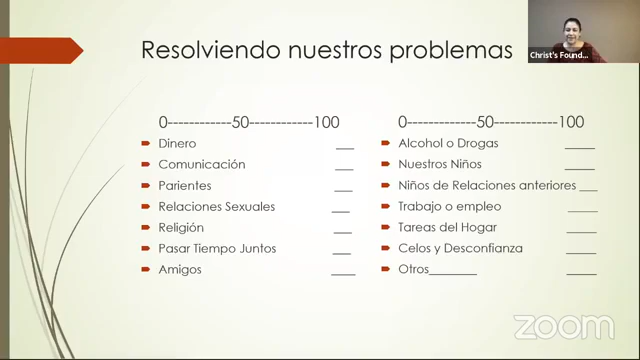 Resolviendo nuestros problemas
Christ's Found...
0-----------50-----------100
Dinero ___
Comunicación ___
Parientes ___
Relaciones Sexuales ___
Religión ___
Pasar Tiempo Juntos ___
Amigos ____
0-----------50-----------100
Alcohol o Drogas _____
Nuestros Niños _____
Niños de Relaciones anteriores ___
Trabajo o empleo _____
Tareas del Hogar _____
Celos y Desconfianza _____
Otros________ _____
zoom